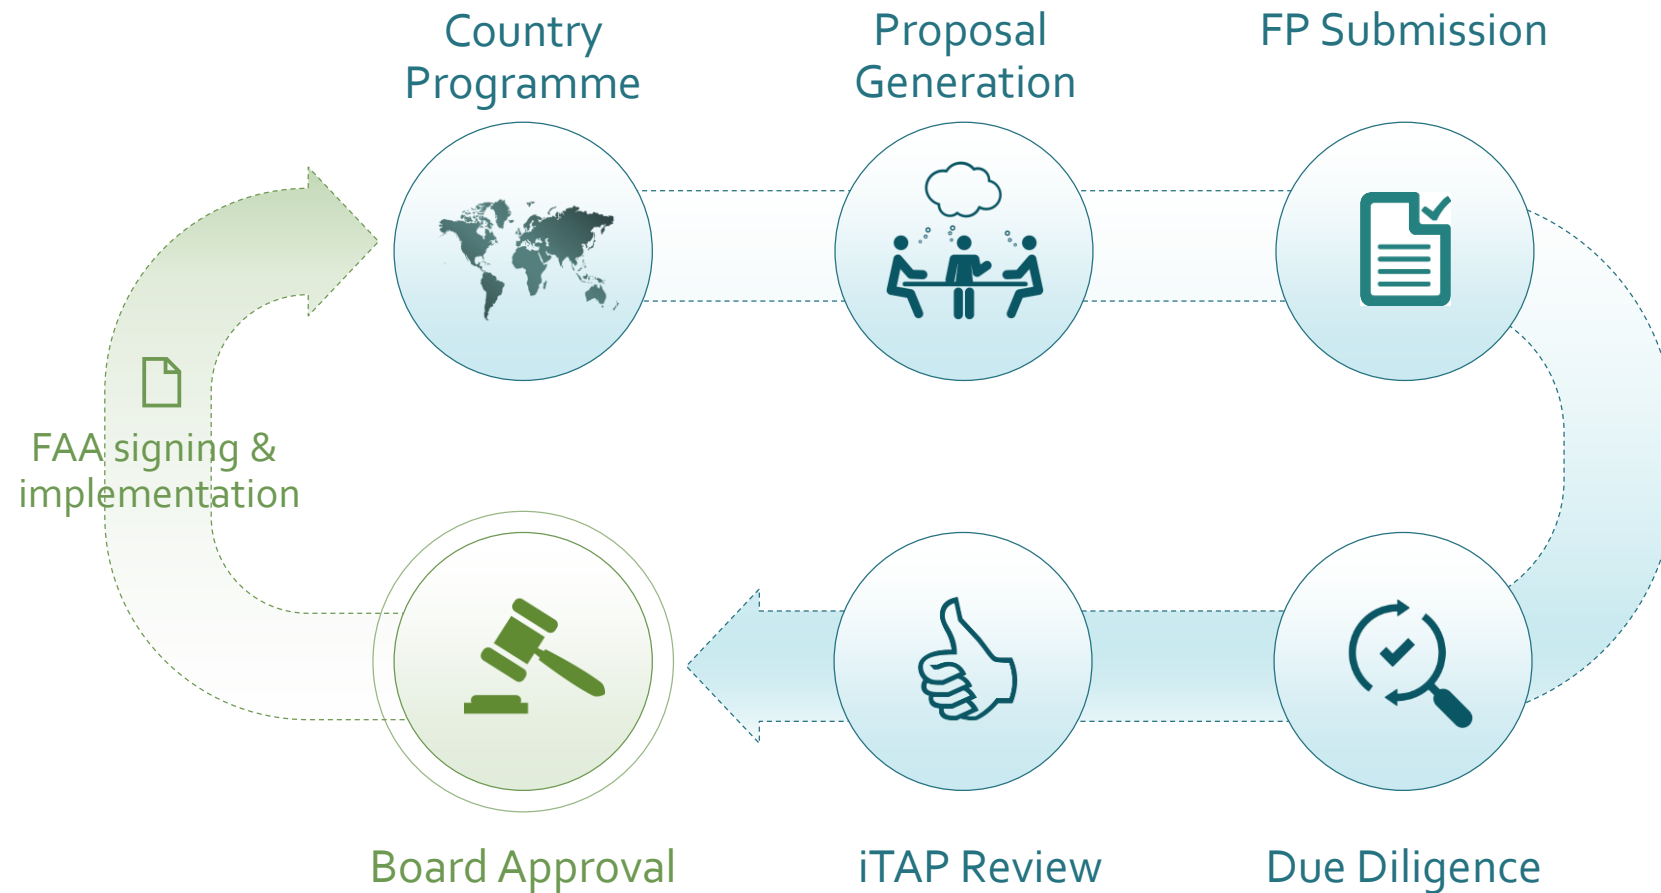 Country
Programme
Proposal
Generation
FP Submission
FAA signing &
implementation
Board Approval
iTAP Review
Due Diligence